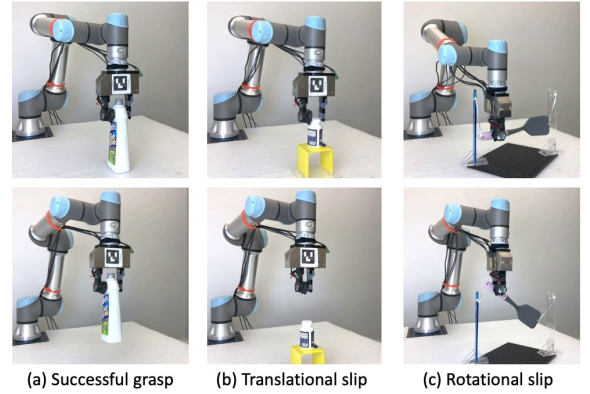 (a) Successful grasp
(b) Translational slip
(c) Rotational slip